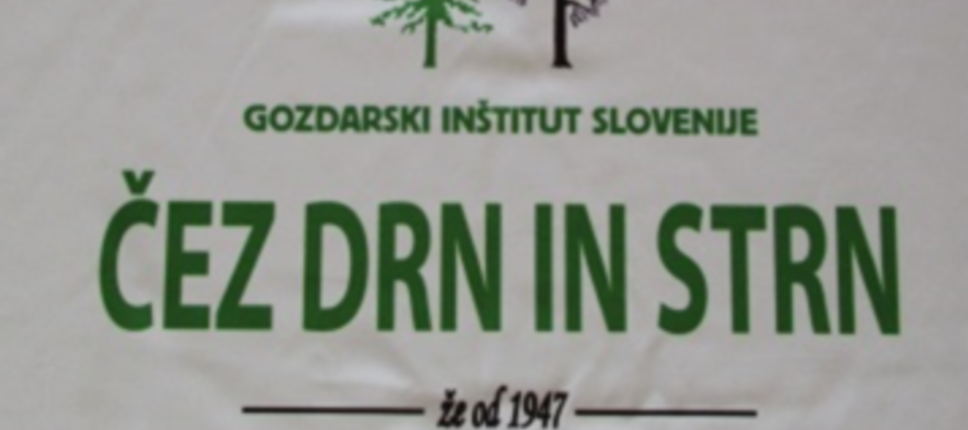 GOZDARSKI INŠTITUT SLOVENIJE
ČEZ DRN IN STRN
že od 1947